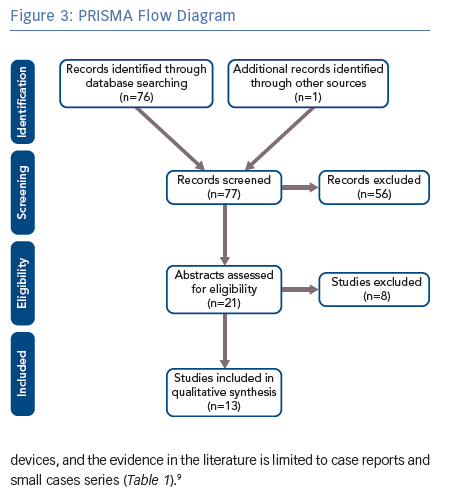 Figure 3: PRISMA Flow Diagram
Identification
Records identified through
database searching
(n=76)
Additional records identified
through other sources
(n=1)
Screening
Records screened
(n=77)
Records excluded
(n=56)
Eligibility
Abstracts assessed
for eligibility
(n=21)
Studies excluded
(n=8)
Included
Studies included in
qualitative synthesis
(n=13)
devices, and the evidence in the literature is limited to case reports and
small cases series (Table 1).⁹